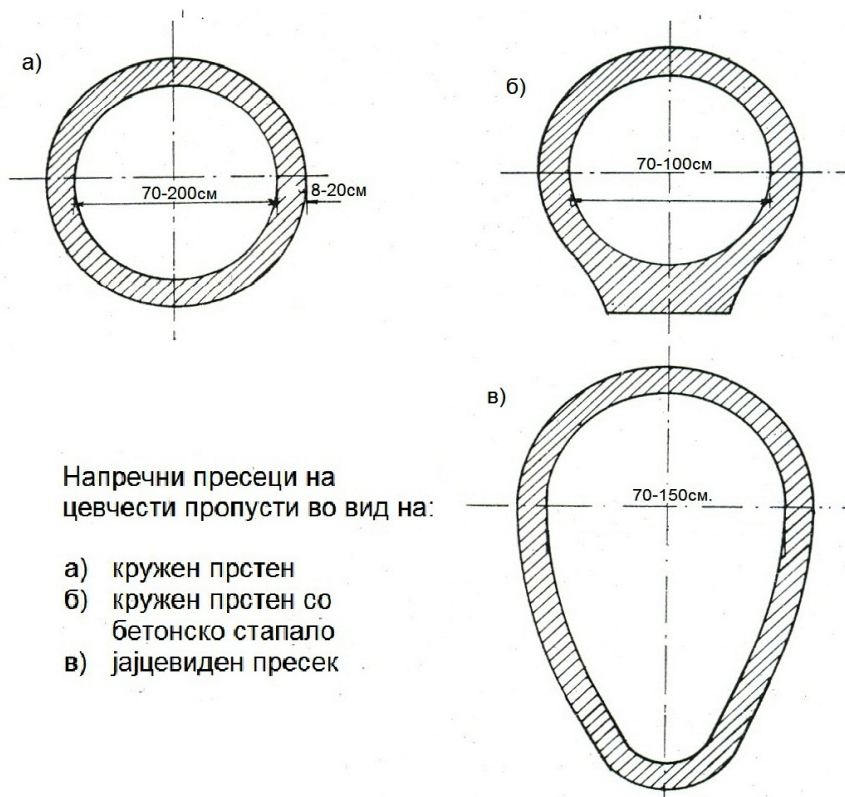 а)
70-200см
8-20см
б)
70-100см
в)
70-150см.
Напречни пресеци на
цевчести пропусти во вид на:
а) кружен прстен
б) кружен прстен со
бетонско стапало
в) јајцевиден пресек